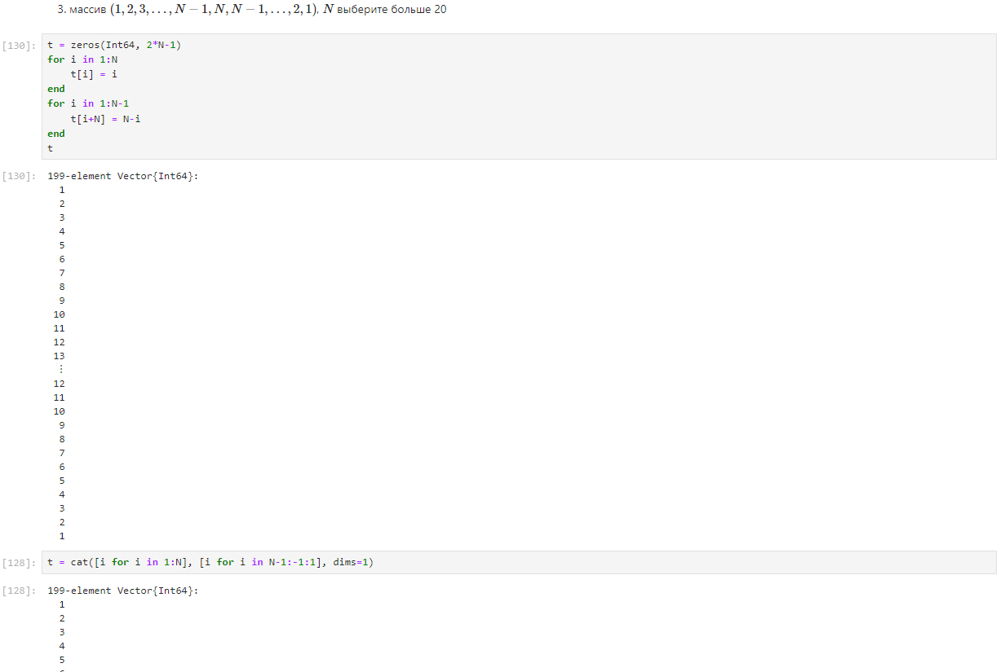 3. массив (1, 2, 3, …, N − 1, N, N − 1, …, 2, 1), N выберите больше 20
[130]: t = zeros(Int64, 2*N-1)
for i in 1:N
    t[i] = i
end
for i in 1:N-1
    t[i+N] = N-i
end
t
[130]: 199-element Vector{Int64}:
1
2
3
4
5
6
7
8
9
10
11
12
13
⋮
12
11
10
9
8
7
6
5
4
3
2
1
[128]: t = cat([i for i in 1:N], [i for i in N-1:-1:1], dims=1)
[128]: 199-element Vector{Int64}:
1
2
3
4
5